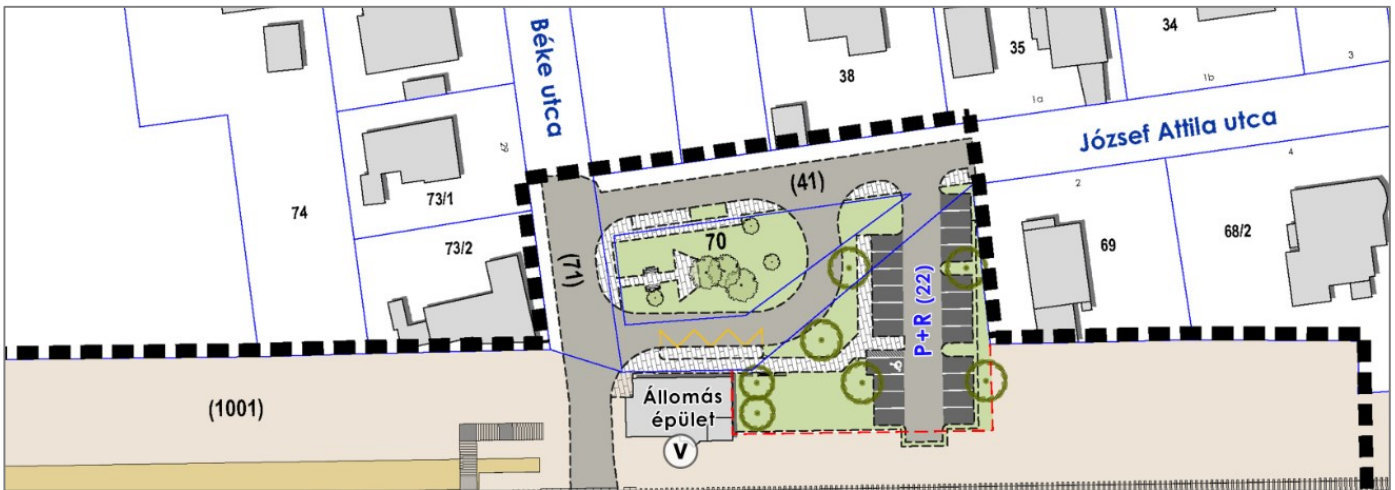 Béke utca
József Attila utca
34
35
38
3
1b
1a
29
4
2
74
73/1
73/2
(41)
70
(71)
69
68/2
P+R (22)
(1001)
Állomás
épület
V